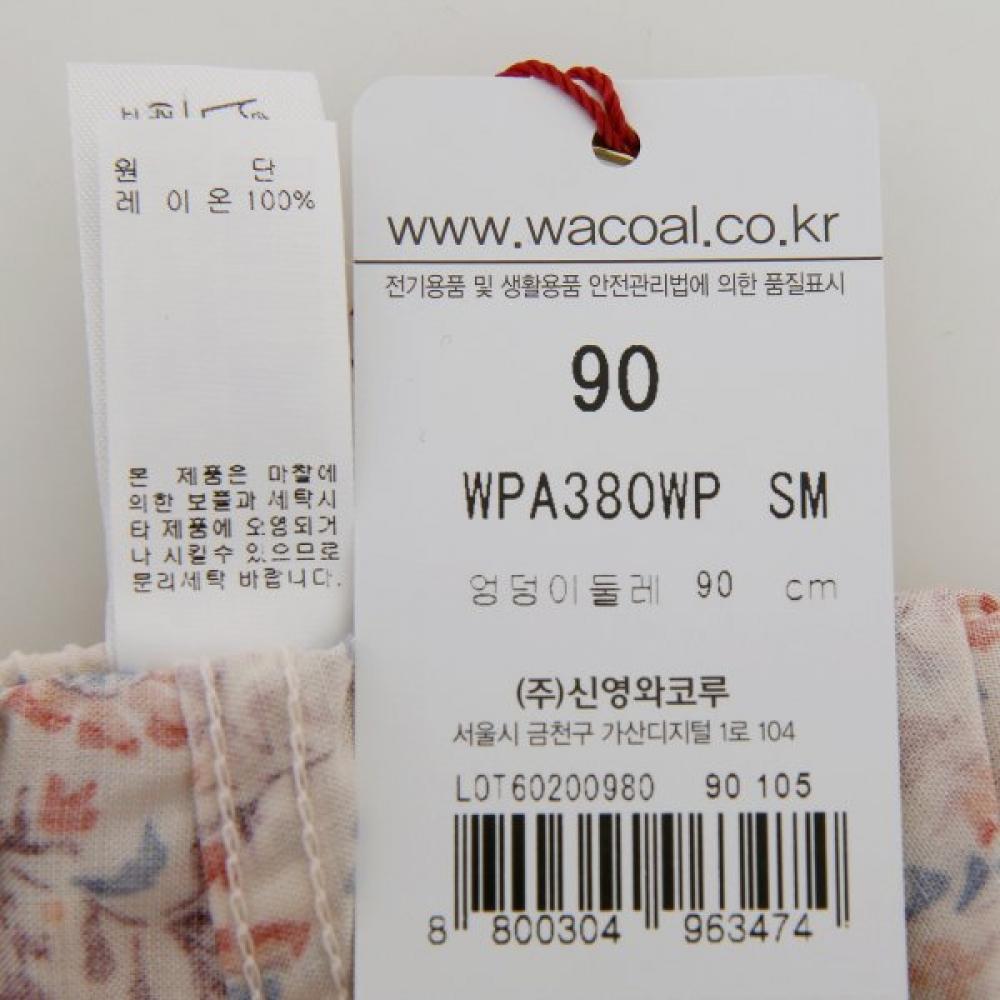 원 단
레 이 온 100%
본 제품은 마찰에
의한 보풀과 세탁시
타 제품에 오염되거
나 시킬수 있으므로
분리세탁 바랍니다.
www.wacoal.co.kr
전기용품 및 생활용품 안전관리법에 의한 품질표시
90
WPA380WP SM
엉덩이둘레 90 cm
(주)신영와코루
서울시 금천구 가산디지털 1로 104
LOT60200980 90 105
8 800304 963474